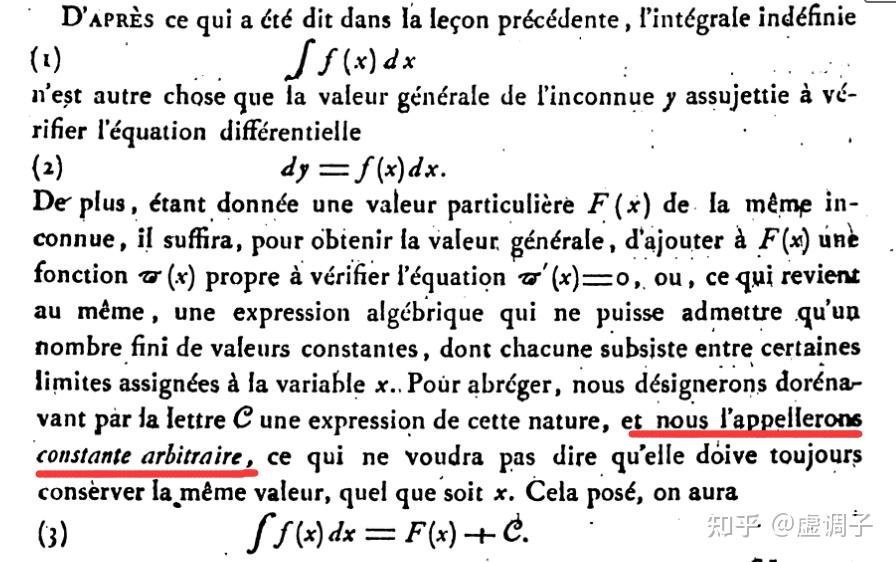 D'APRÈS ce qui a été dit dans la leçon précédente, l'intégrale indéfinie
(1) ∫ f(x) dx
n'est autre chose que la valeur générale de l'inconnue y assujettie à vé-
rifier l'équation différentielle
(2) dy = f(x) dx.
De plus, étant donnée une valeur particulière F(x) de la même in-
connue, il suffira, pour obtenir la valeur générale, d'ajouter à F(x) une
fonction ϖ(x) propre à vérifier l'équation ϖ'(x)=0, ou, ce qui revient
au même, une expression algébrique qui ne puisse admettre qu'un
nombre fini de valeurs constantes, dont chacune subsiste entre certaines
limites assignées à la variable x. Pour abréger, nous désignerons doréna-
vant par la lettre C une expression de cette nature, et nous l'appellerons
constante arbitraire, ce qui ne voudra pas dire qu'elle doive toujours
conserver la même valeur, quel que soit x. Cela posé, on aura
(3) ∫ f(x) dx = F(x) + C.
知乎 @虚调子